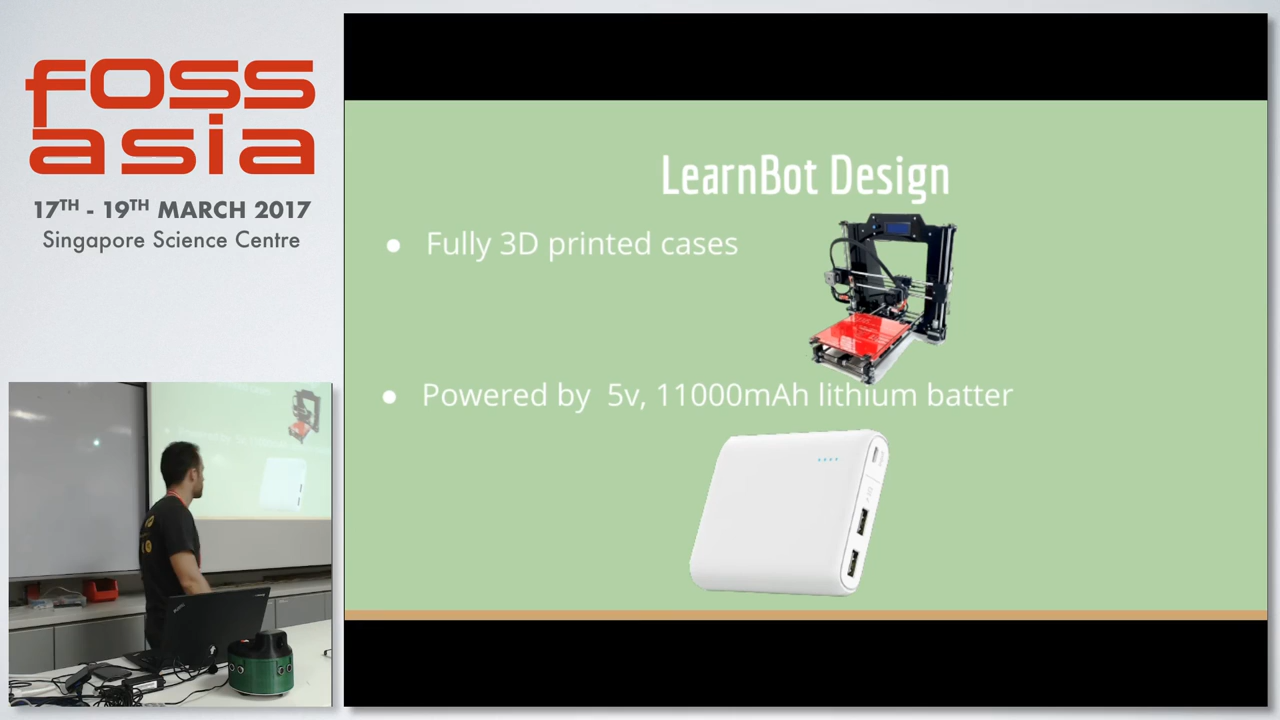 foss
asia
17TH - 19TH MARCH 2017
Singapore Science Centre
LearnBot Design
● Fully 3D printed cases
● Powered by 5v, 11000mAh lithium batter